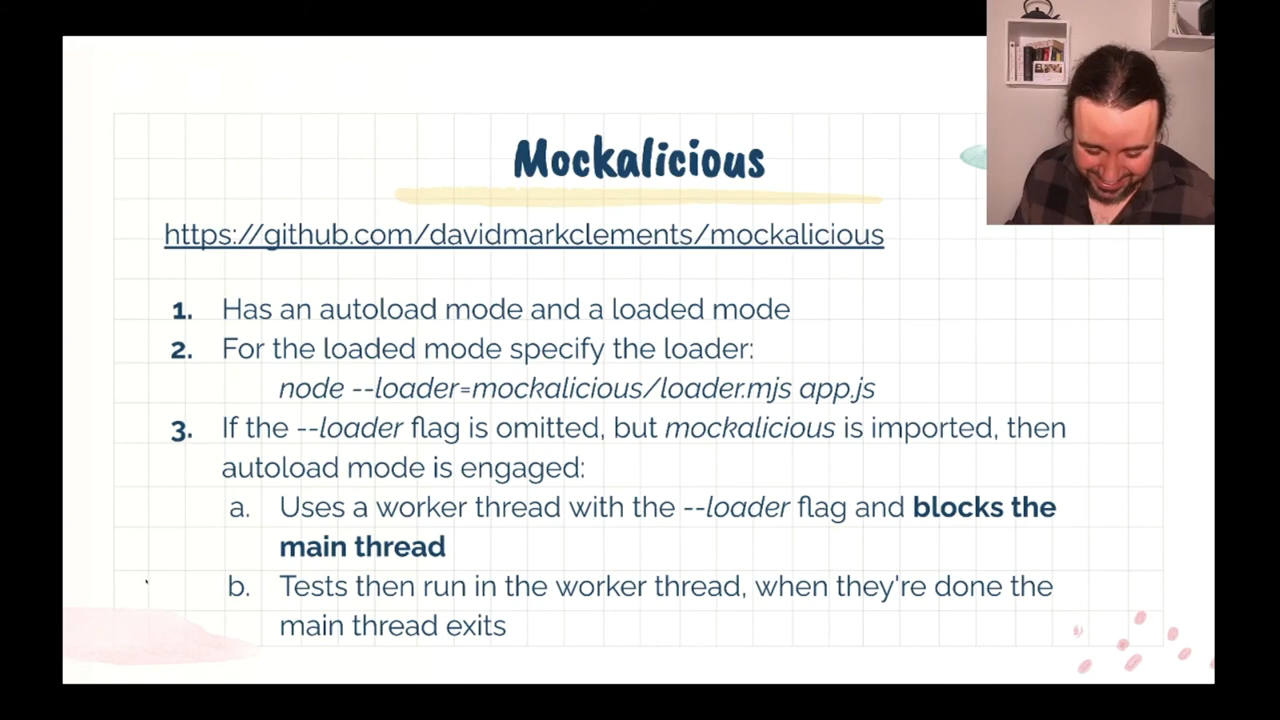 Mockalicious
https://github.com/davidmarkclements/mockalicious
1. Has an autoload mode and a loaded mode
2. For the loaded mode specify the loader:
node --loader=mockalicious/loader.mjs app.js
3. If the --loader flag is omitted, but mockalicious is imported, then
autoload mode is engaged:
a. Uses a worker thread with the --loader flag and blocks the
main thread
b. Tests then run in the worker thread, when they're done the
main thread exits